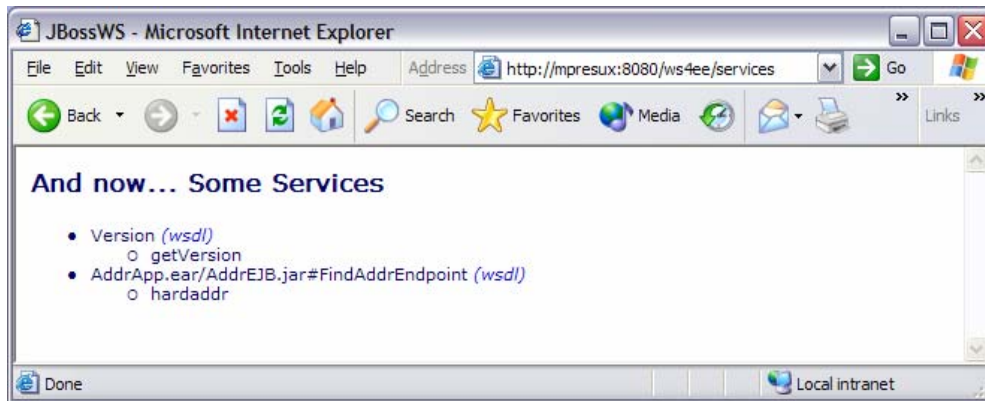 JBossWS - Microsoft Internet Explorer
File Edit View Favorites Tools Help Address http://mpresux:8080/ws4ee/services Go
Back Search Favorites Media Links
And now... Some Services
Version (wsdl)
getVersion
AddrApp.ear/AddrEJB.jar#FindAddrEndpoint (wsdl)
hardaddr
Done Local intranet